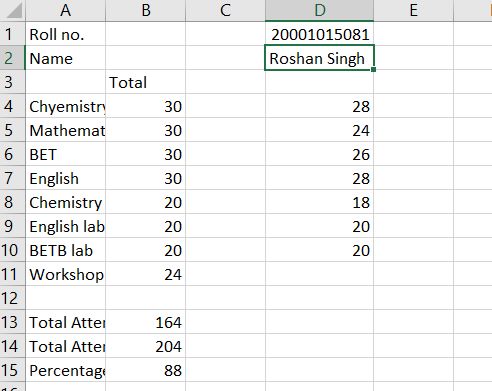 A B C D E
1 Roll no. 20001015081
2 Name Roshan Singh
3 Total
4 Chyemistry 30 28
5 Mathemat 30 24
6 BET 30 26
7 English 30 28
8 Chemistry 20 18
9 English lab 20 20
10 BETB lab 20 20
11 Workshop 24
12
13 Total Atter 164
14 Total Atter 204
15 Percentage 88